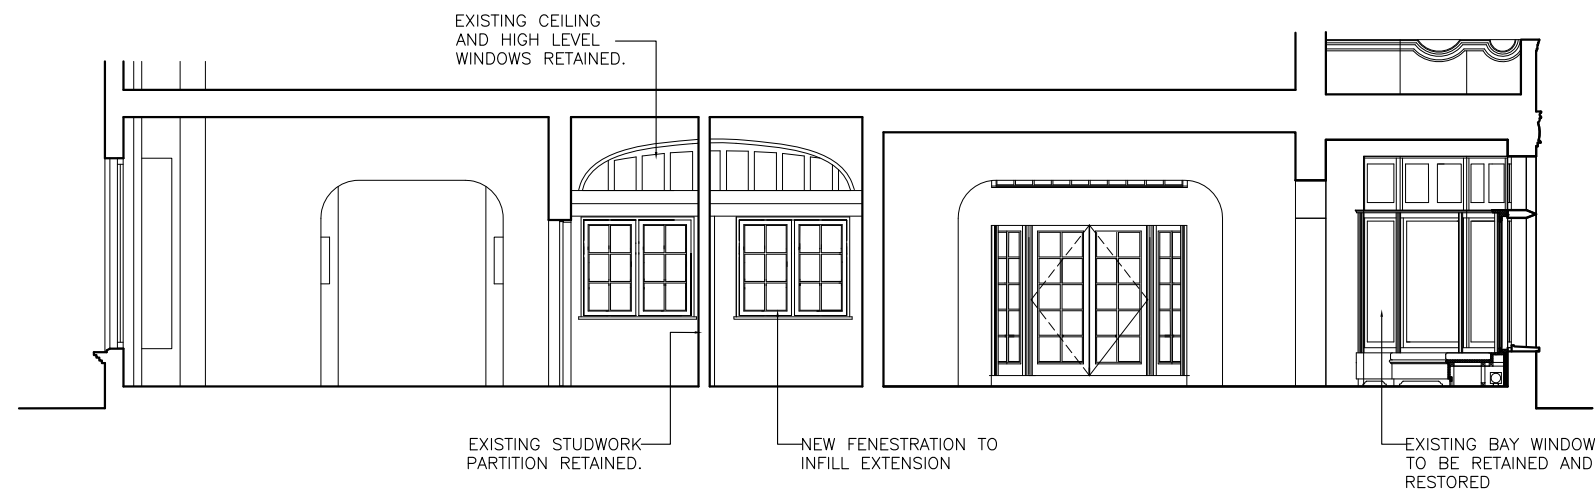 EXISTING CEILING
AND HIGH LEVEL
WINDOWS RETAINED.
EXISTING STUDWORK
PARTITION RETAINED.
NEW FENESTRATION TO
INFILL EXTENSION
EXISTING BAY WINDOW
TO BE RETAINED AND
RESTORED